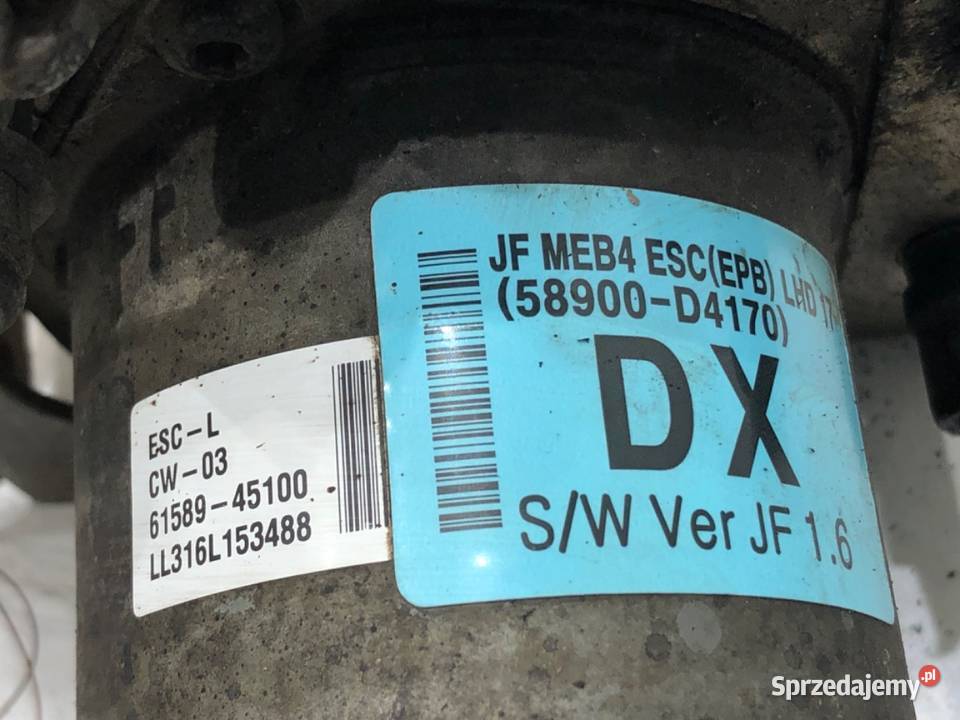 JF MEB4 ESC(EPB) LHD 17
(58900-D4170)
DX
S/W Ver JF 1.6
ESC-L
CW-03
61589-45100
LL316L153488
Sprzedajemy.pl